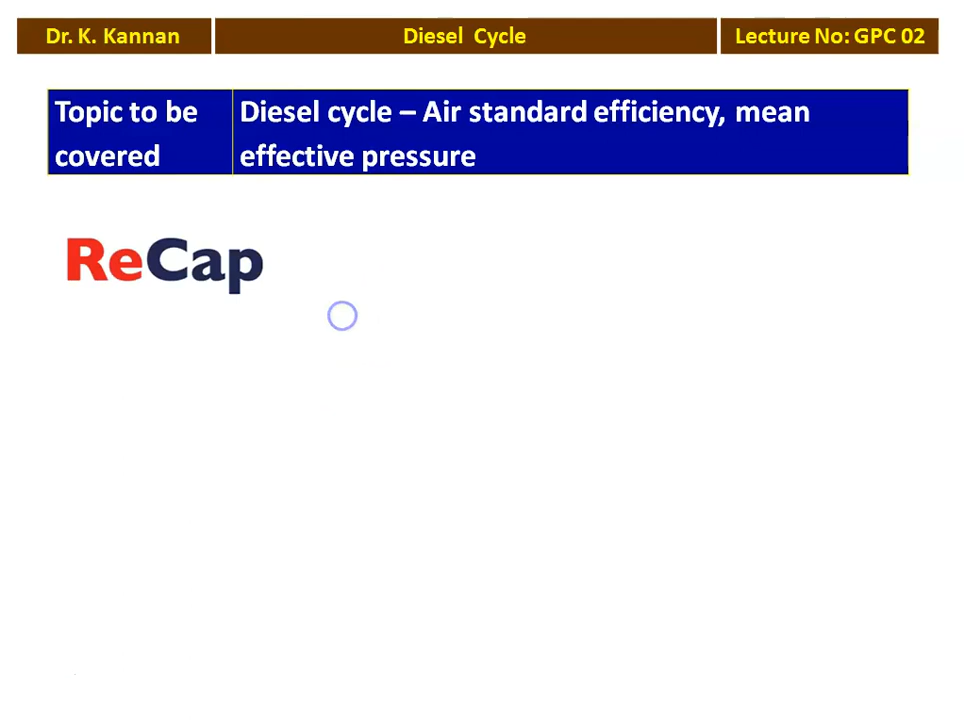 Dr. K. Kannan
Diesel Cycle
Lecture No: GPC 02
Topic to be
covered
Diesel cycle – Air standard efficiency, mean
effective pressure
ReCap